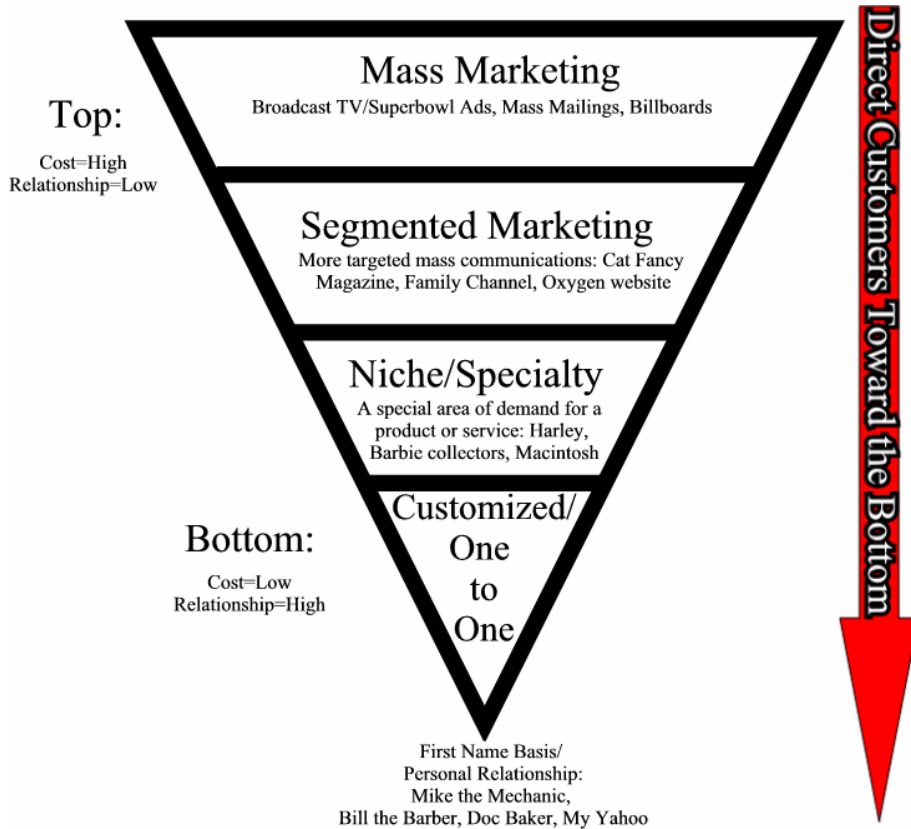 Mass Marketing
Broadcast TV/Superbowl Ads, Mass Mailings, Billboards
Top:
Cost=High
Relationship=Low
Segmented Marketing
More targeted mass communications: Cat Fancy
Magazine, Family Channel, Oxygen website
Niche/Specialty
A special area of demand for a
product or service: Harley,
Barbie collectors, Macintosh
Bottom:
Cost=Low
Relationship=High
Customized/
One
to
One
First Name Basis/
Personal Relationship:
Mike the Mechanic,
Bill the Barber, Doc Baker, My Yahoo
Direct Customers Toward the Bottom